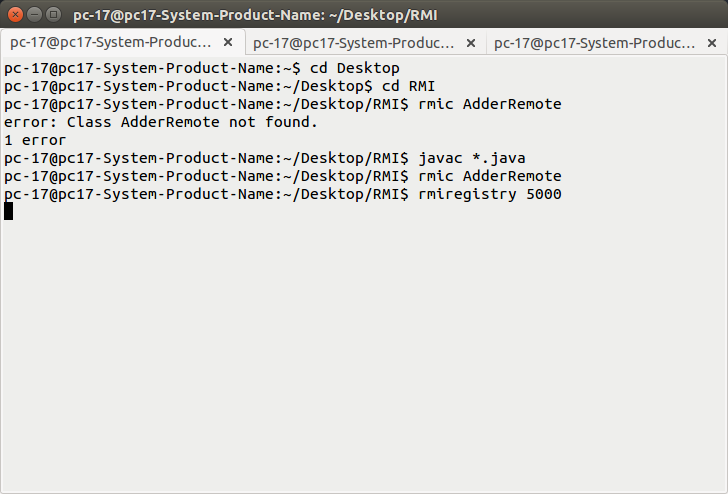 pc-17@pc17-System-Product-Name: ~/Desktop/RMI
pc-17@pc17-System-Produc... × pc-17@pc17-System-Product... × pc-17@pc17-System-Product... ×
pc-17@pc17-System-Product-Name:~$ cd Desktop
pc-17@pc17-System-Product-Name:~/Desktop$ cd RMI
pc-17@pc17-System-Product-Name:~/Desktop/RMI$ rmic AdderRemote
error: Class AdderRemote not found.
1 error
pc-17@pc17-System-Product-Name:~/Desktop/RMI$ javac *.java
pc-17@pc17-System-Product-Name:~/Desktop/RMI$ rmic AdderRemote
pc-17@pc17-System-Product-Name:~/Desktop/RMI$ rmiregistry 5000